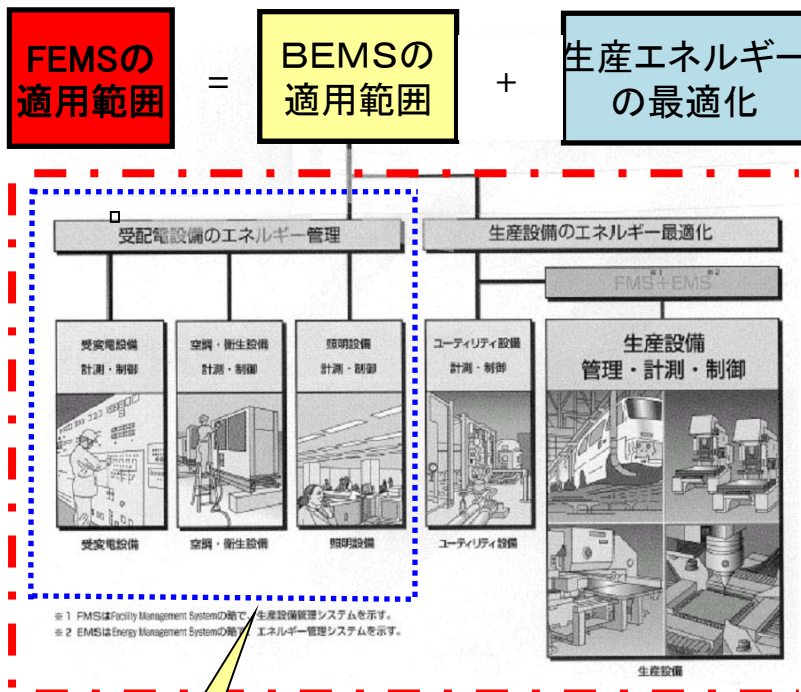 FEMSの
適用範囲
=
BEMSの
適用範囲
+
生産エネルギー
の最適化
受配電設備のエネルギー管理
生産設備のエネルギー最適化
FMS※1+EMS※2
受変電設備
計測・制御
空調・衛生設備
計測・制御
照明設備
計測・制御
ユーティリティ設備
計測・制御
生産設備
管理・計測・制御
受変電設備
空調・衛生設備
照明設備
ユーティリティ設備
生産設備
※1 FMSはFacility Management Systemの略で、生産設備管理システムを示す。
※2 EMSはEnergy Management Systemの略で、エネルギー管理システムを示す。